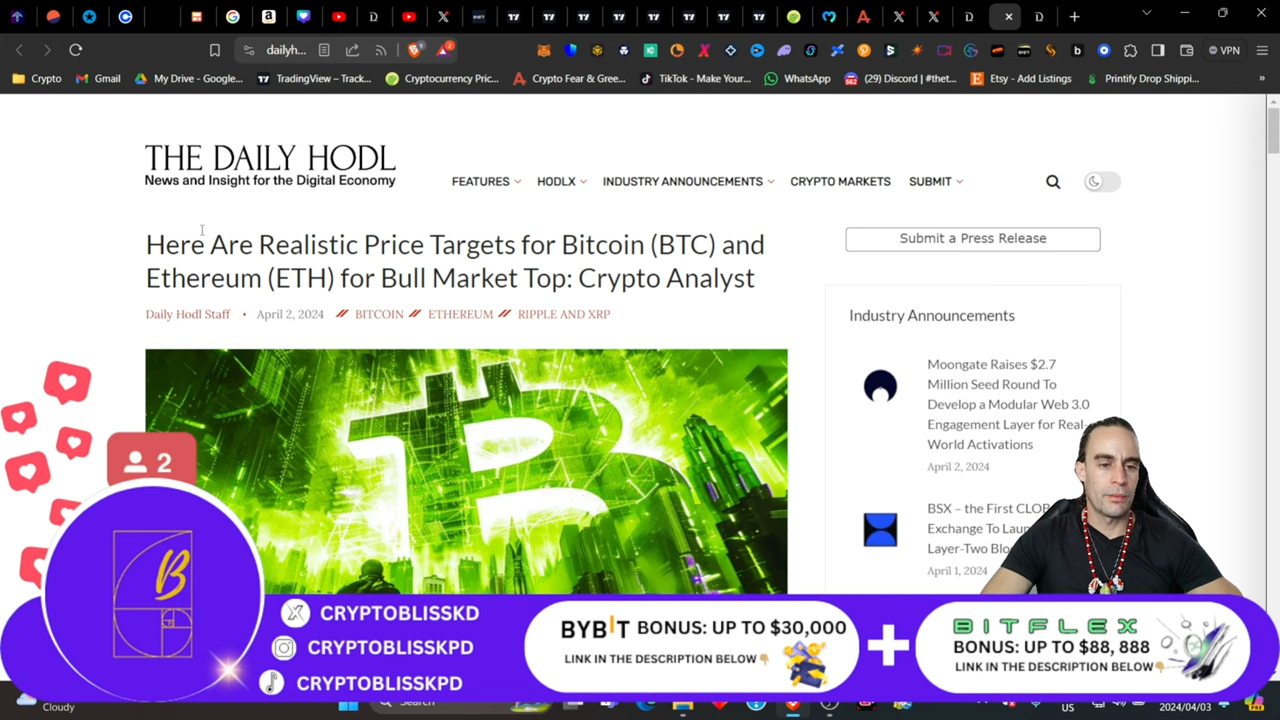 dailyh...
VPN
Crypto
Gmail
My Drive - Google...
TradingView – Track...
Cryptocurrency Pric...
Crypto Fear & Gree...
TikTok - Make Your...
WhatsApp
(29) Discord | #thet...
Etsy - Add Listings
Printify Drop Shippi...
THE DAILY HODL
News and Insight for the Digital Economy
FEATURES
HODLX
INDUSTRY ANNOUNCEMENTS
CRYPTO MARKETS
SUBMIT
Here Are Realistic Price Targets for Bitcoin (BTC) and
Ethereum (ETH) for Bull Market Top: Crypto Analyst
Daily Hodl Staff • April 2, 2024 // BITCOIN // ETHEREUM // RIPPLE AND XRP
Submit a Press Release
Industry Announcements
Moongate Raises $2.7
Million Seed Round To
Develop a Modular Web 3.0
Engagement Layer for Real-
World Activations
April 2, 2024
BSX – the First CLOB
Exchange To Laun
Layer-Two Blo
April 1, 2024
2
B
CRYPTOBLISSKD
CRYPTOBLISSKPD
CRYPTOBLISSKPD
BYBIT BONUS: UP TO $30,000
LINK IN THE DESCRIPTION BELOW
BITFLEX
BONUS: UP TO $88, 888
LINK IN THE DESCRIPTION BELOW
Cloudy
Search
US
2024/04/03